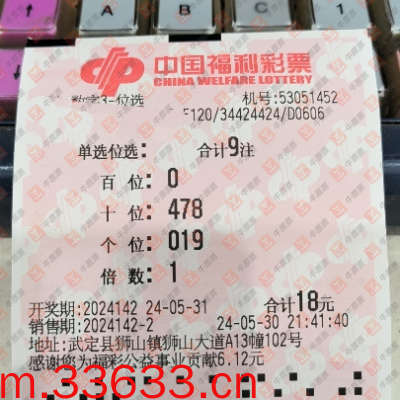 C
1
中国福利彩票
CHINA WELFARE LOTTERY
位选 机号:53051452
F120/34424424/D0606
单选位选: 合计9注
百 位: 0
十 位: 478
个 位: 019
倍 数: 1
开奖期:2024142 24-05-31 合计18元
销售期:2024142-2 24-05-30 21:41:40
地址:武定县狮山镇狮山大道A13幢102号
感谢您为福彩公益事业贡献6.12元
m.33633.cn